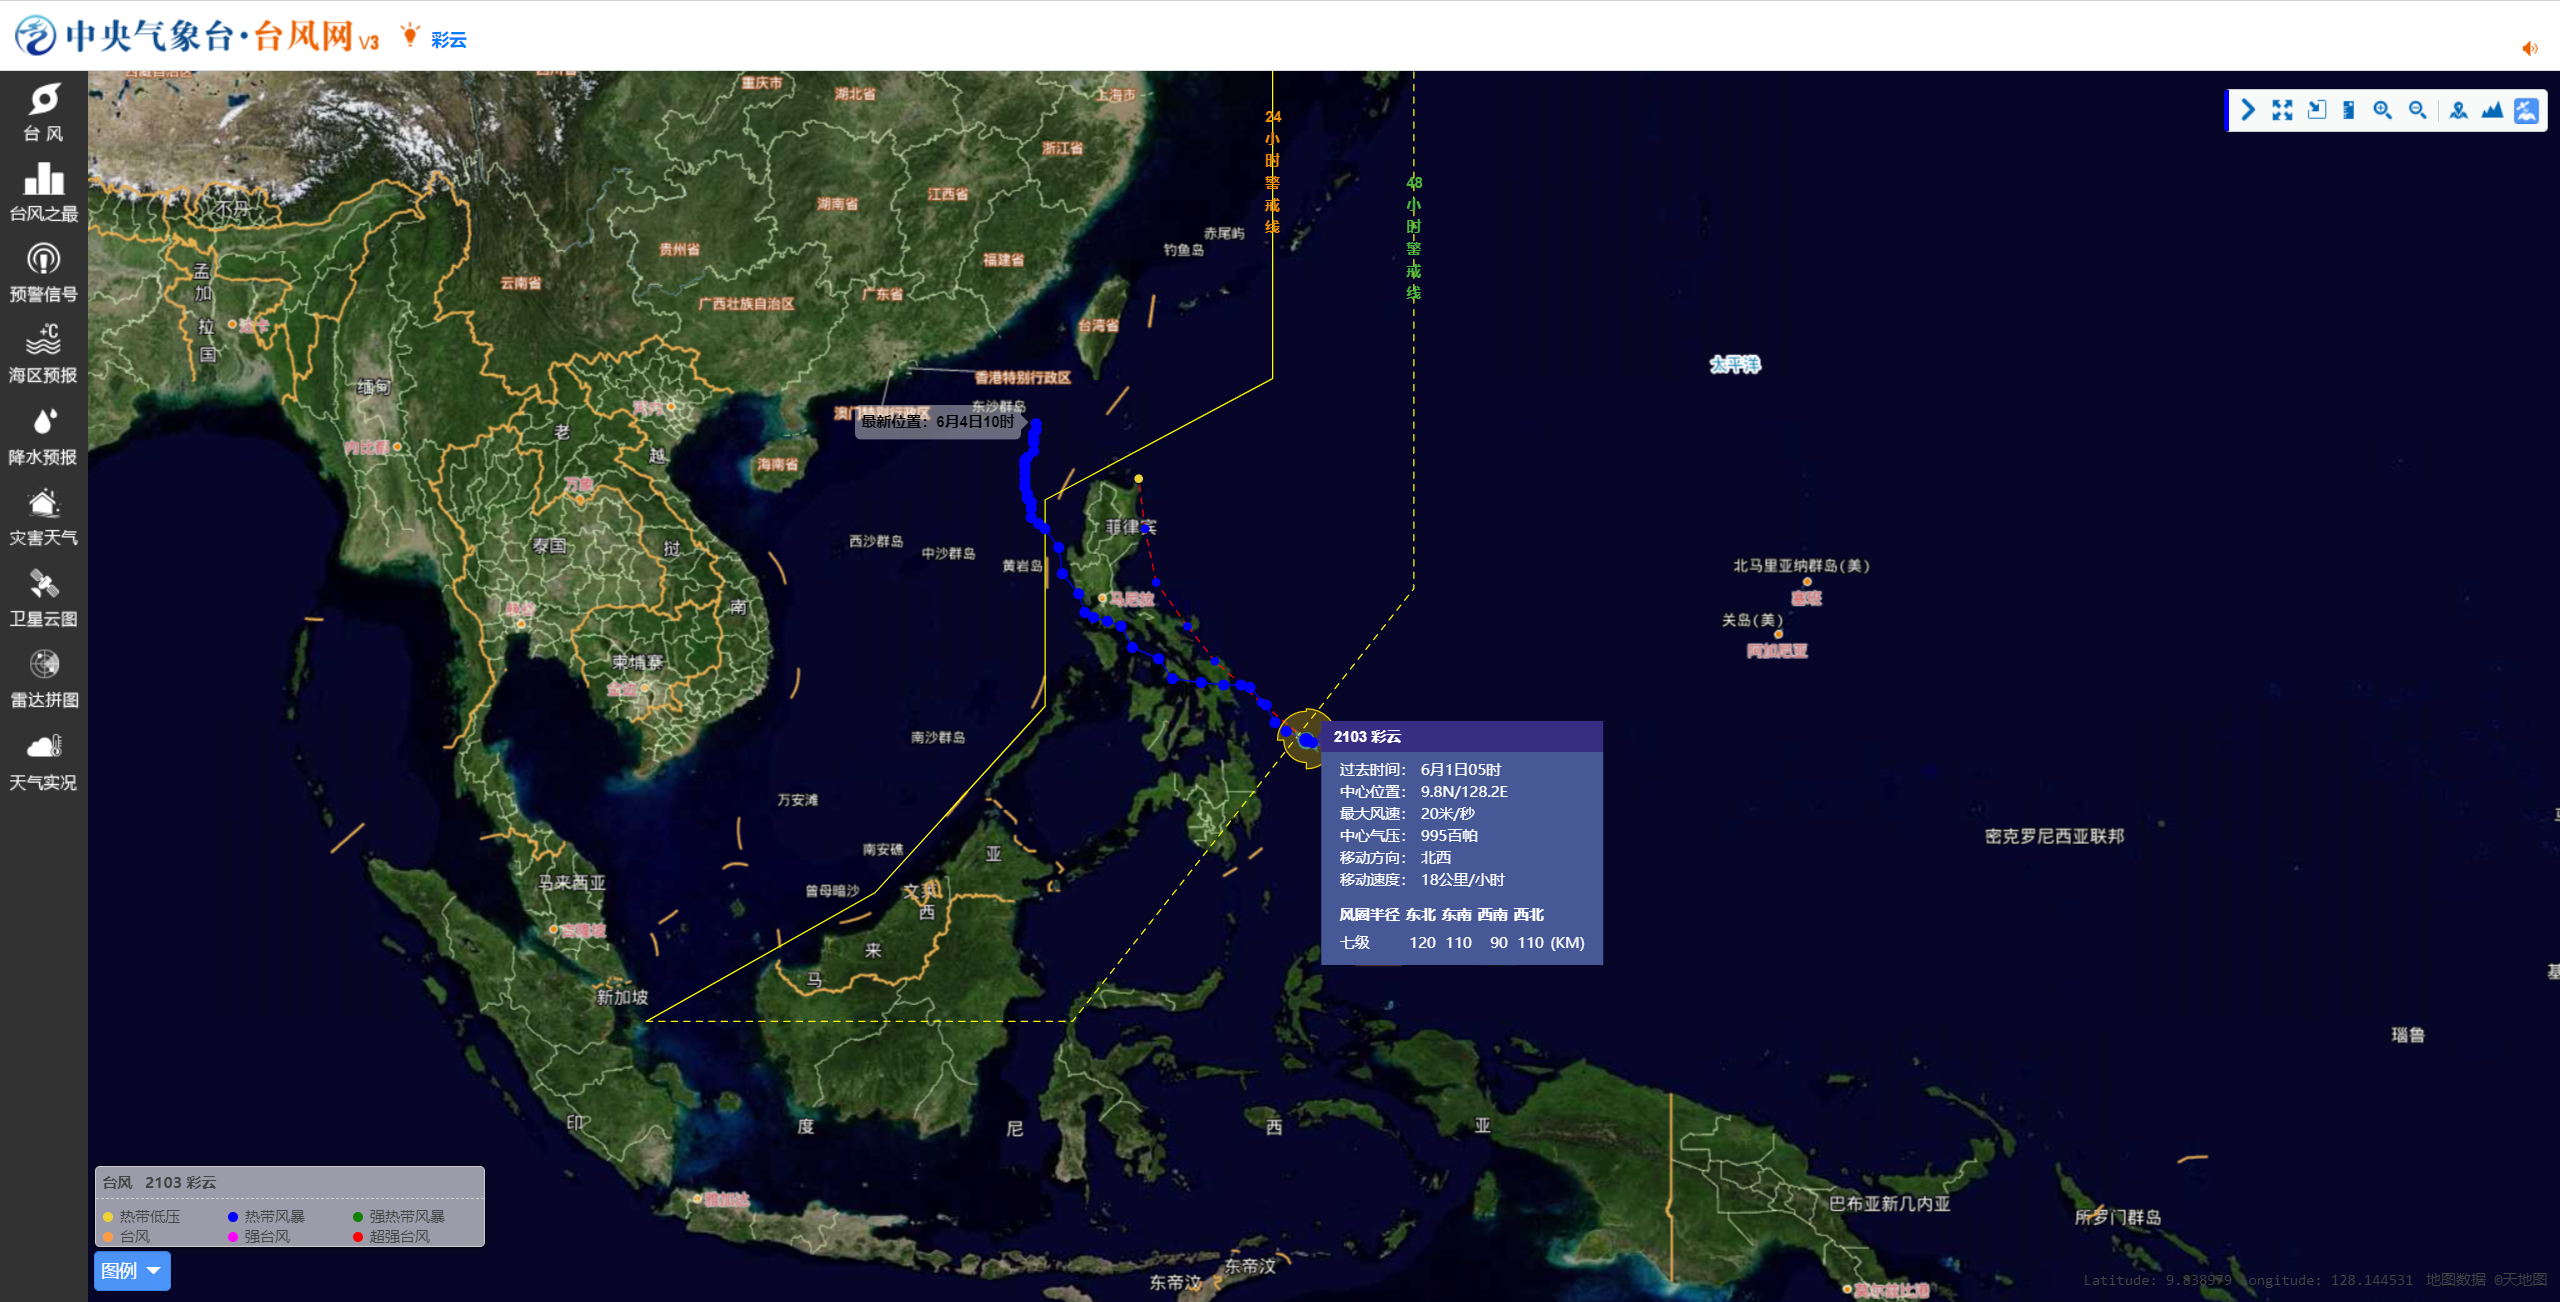 中央气象台·台风网 V3
彩云
台 风
台风之最
预警信号
+°C
海区预报
降水预报
灾害天气
卫星云图
雷达拼图
天气实况
重庆市
湖北省
上海市
浙江省
湖南省
江西省
贵州省
云南省
福建省
广西壮族自治区
广东省
台湾省
不丹
孟
加
拉
国
达卡
缅甸
河内
内比都
老
越
万象
挝
泰国
曼谷
南
柬埔寨
金边
香港特别行政区
澳门特别行政区
东沙群岛
最新位置：6月4日10时
海南省
钓鱼岛
赤尾屿
24
小
时
警
戒
线
48
小
时
警
戒
线
太平洋
西沙群岛
中沙群岛
黄岩岛
菲律宾
马尼拉
北马里亚纳群岛(美)
塞班
关岛(美)
阿加尼亚
南沙群岛
万安滩
南安礁
曾母暗沙
文莱
亚
西
来
马
马来西亚
吉隆坡
新加坡
2103 彩云
过去时间： 6月1日05时
中心位置： 9.8N/128.2E
最大风速： 20米/秒
中心气压： 995百帕
移动方向： 北西
移动速度： 18公里/小时
风圈半径 东北 东南 西南 西北
七级 120 110 90 110 (KM)
密克罗尼西亚联邦
瑙鲁
印
度
尼
西
亚
雅加达
东帝汶
东帝汶
巴布亚新几内亚
所罗门群岛
莫尔兹比港
台风 2103 彩云
热带低压 热带风暴 强热带风暴
台风 强台风 超强台风
图例
Latitude: 9.838979 Longitude: 128.144531 地图数据 ©天地图